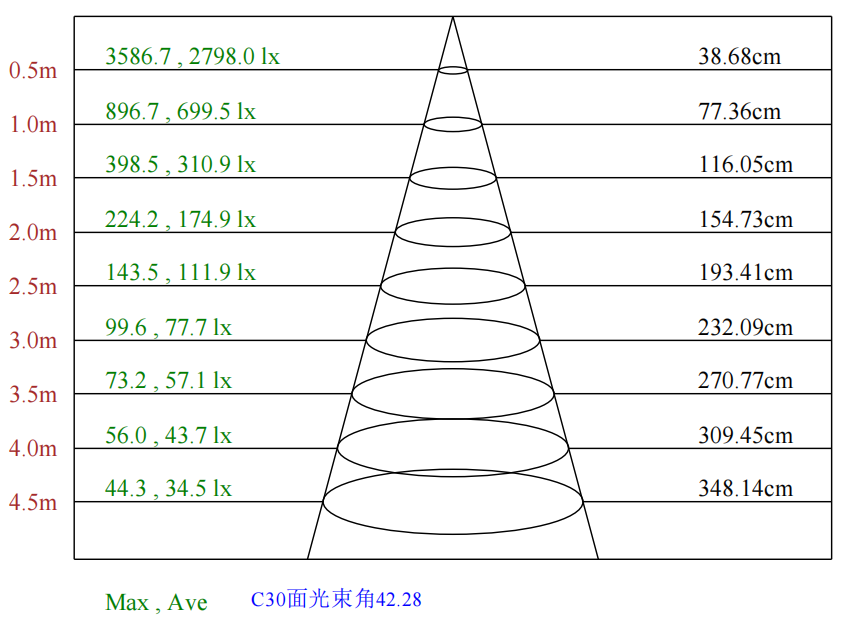 3586.7 , 2798.0 lx 38.68cm
0.5m
896.7 , 699.5 lx 77.36cm
1.0m
398.5 , 310.9 lx 116.05cm
1.5m
224.2 , 174.9 lx 154.73cm
2.0m
143.5 , 111.9 lx 193.41cm
2.5m
99.6 , 77.7 lx 232.09cm
3.0m
73.2 , 57.1 lx 270.77cm
3.5m
56.0 , 43.7 lx 309.45cm
4.0m
44.3 , 34.5 lx 348.14cm
4.5m
Max , Ave C30面光束角42.28